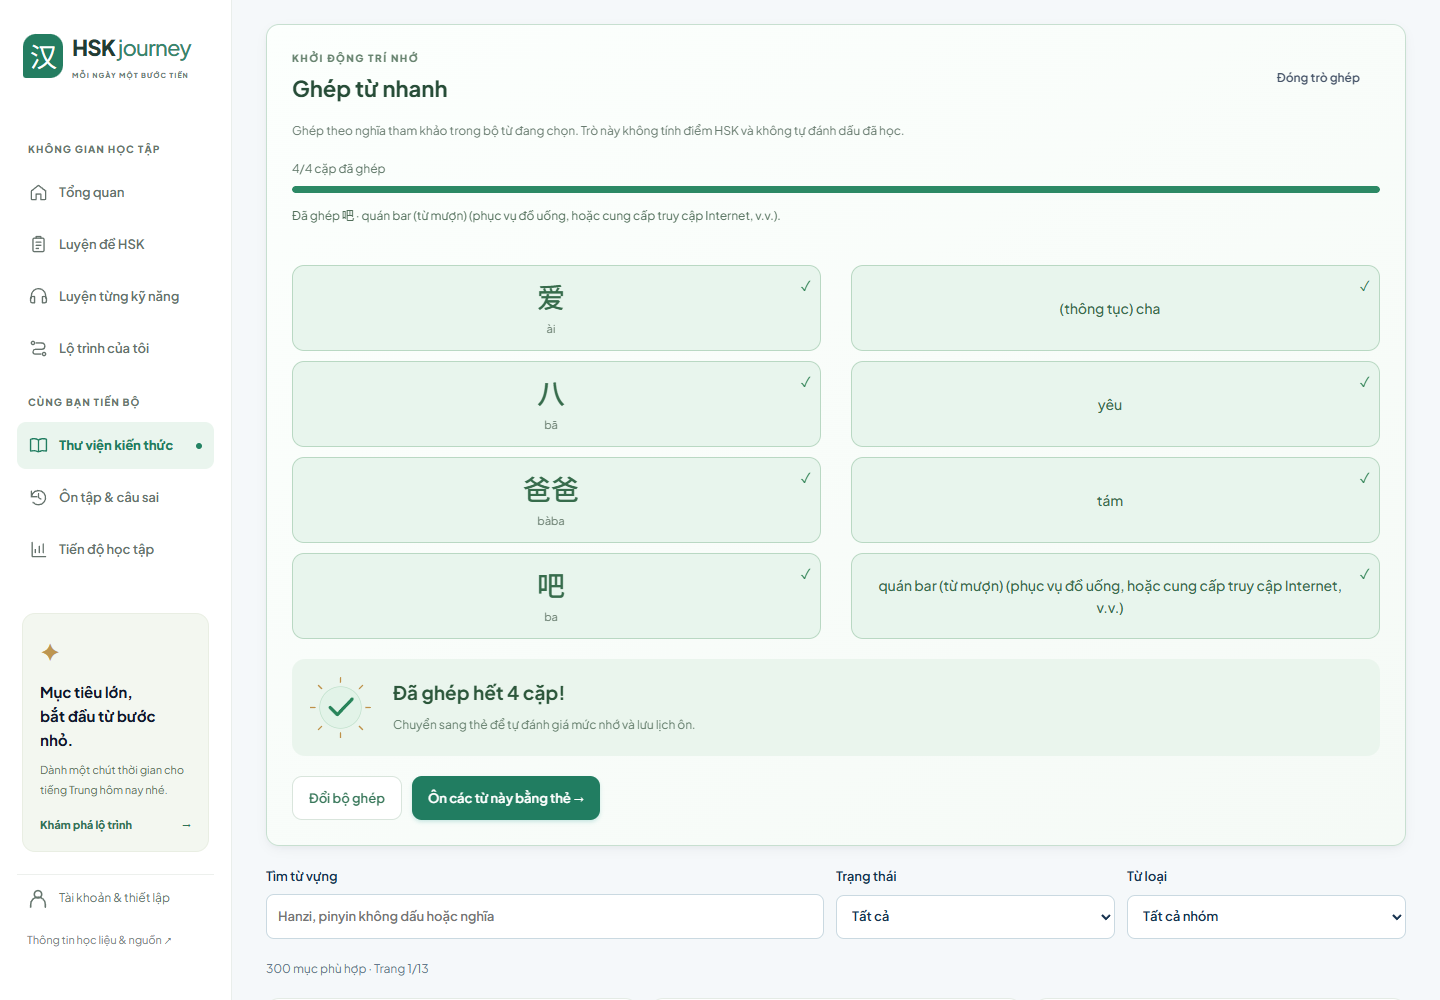 汉
HSKjourney
MỖI NGÀY MỘT BƯỚC TIẾN
KHÔNG GIAN HỌC TẬP
Tổng quan
Luyện đề HSK
Luyện từng kỹ năng
Lộ trình của tôi
CÙNG BẠN TIẾN BỘ
Thư viện kiến thức
Ôn tập & câu sai
Tiến độ học tập
Mục tiêu lớn,
bắt đầu từ bước
nhỏ.
Dành một chút thời gian cho
tiếng Trung hôm nay nhé.
Khám phá lộ trình →
Tài khoản & thiết lập
Thông tin học liệu & nguồn ↗
KHỞI ĐỘNG TRÍ NHỚ
Ghép từ nhanh
Đóng trò ghép
Ghép theo nghĩa tham khảo trong bộ từ đang chọn. Trò này không tính điểm HSK và không tự đánh dấu đã học.
4/4 cặp đã ghép
Đã ghép 吧 · quán bar (từ mượn) (phục vụ đồ uống, hoặc cung cấp truy cập Internet, v.v.).
爱 ✓
ài
(thông tục) cha ✓
八 ✓
bā
yêu ✓
爸爸 ✓
bàba
tám ✓
吧 ✓
ba
quán bar (từ mượn) (phục vụ đồ uống, hoặc cung cấp truy cập Internet, ✓
v.v.)
Đã ghép hết 4 cặp!
Chuyển sang thẻ để tự đánh giá mức nhớ và lưu lịch ôn.
Đổi bộ ghép
Ôn các từ này bằng thẻ →
Tìm từ vựng
Hanzi, pinyin không dấu hoặc nghĩa
Trạng thái
Tất cả
Từ loại
Tất cả nhóm
300 mục phù hợp · Trang 1/13